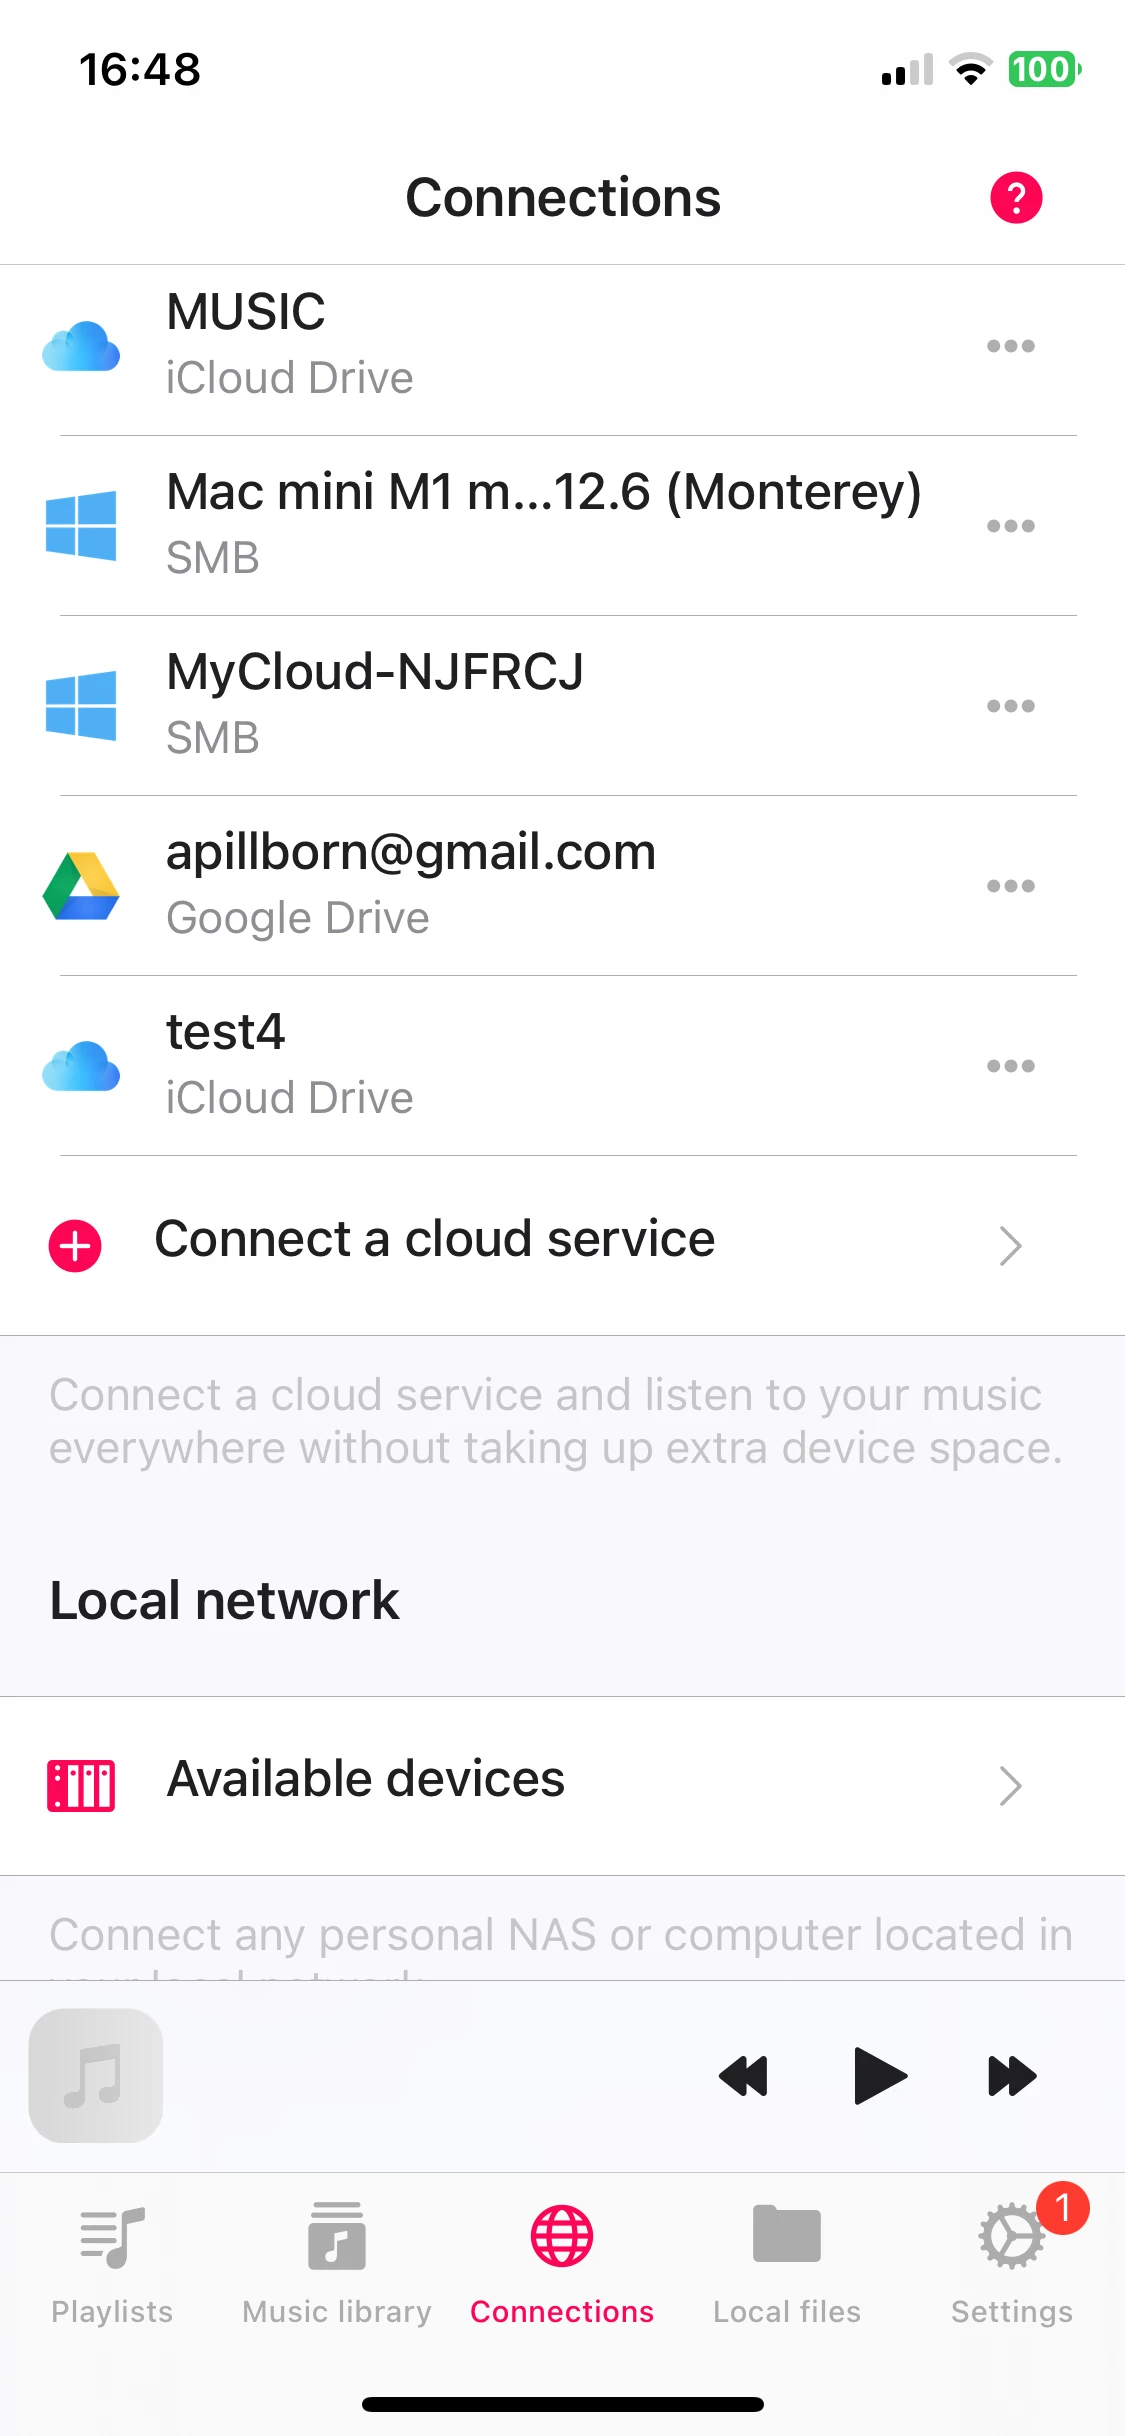 16:48
100
Connections
?
MUSIC
iCloud Drive
Mac mini M1 m...12.6 (Monterey)
SMB
MyCloud-NJFRCJ
SMB
apillborn@gmail.com
Google Drive
test4
iCloud Drive
Connect a cloud service
Connect a cloud service and listen to your music
everywhere without taking up extra device space.
Local network
Available devices
Connect any personal NAS or computer located in
your local network
1
Playlists
Music library
Connections
Local files
Settings